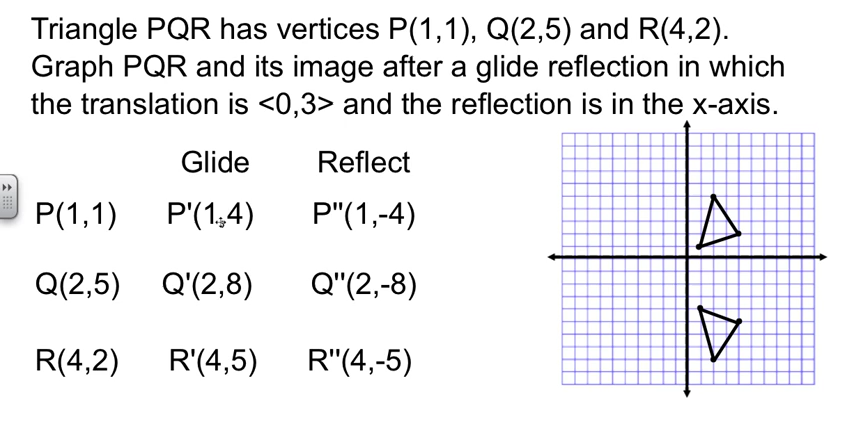 Triangle PQR has vertices P(1,1), Q(2,5) and R(4,2).
Graph PQR and its image after a glide reflection in which
the translation is <0,3> and the reflection is in the x-axis.
Glide Reflect
P(1,1) P'(1,4) P"(1,-4)
Q(2,5) Q'(2,8) Q"(2,-8)
R(4,2) R'(4,5) R"(4,-5)